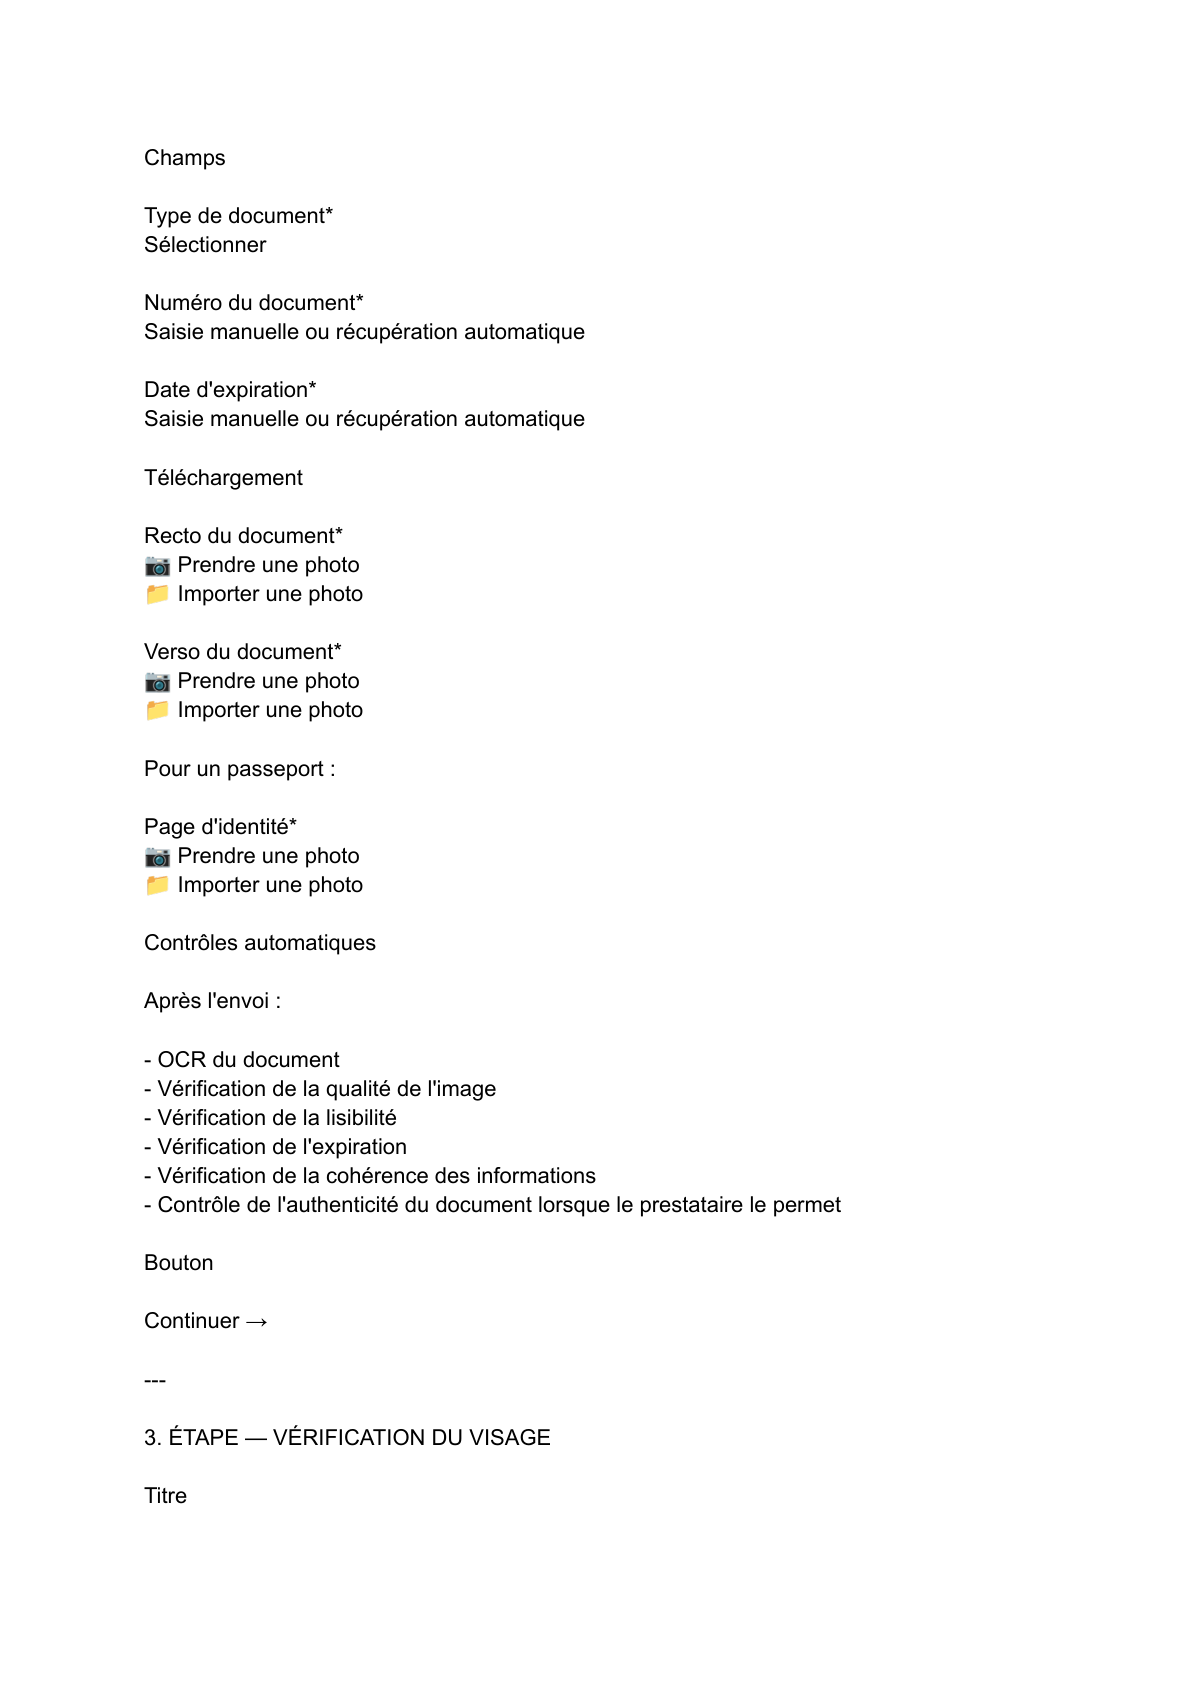 Champs
Type de document*
Sélectionner
Numéro du document*
Saisie manuelle ou récupération automatique
Date d'expiration*
Saisie manuelle ou récupération automatique
Téléchargement
Recto du document*
📷 Prendre une photo
📁 Importer une photo
Verso du document*
📷 Prendre une photo
📁 Importer une photo
Pour un passeport :
Page d'identité*
📷 Prendre une photo
📁 Importer une photo
Contrôles automatiques
Après l'envoi :
- OCR du document
- Vérification de la qualité de l'image
- Vérification de la lisibilité
- Vérification de l'expiration
- Vérification de la cohérence des informations
- Contrôle de l'authenticité du document lorsque le prestataire le permet
Bouton
Continuer →
---
3. ÉTAPE — VÉRIFICATION DU VISAGE
Titre